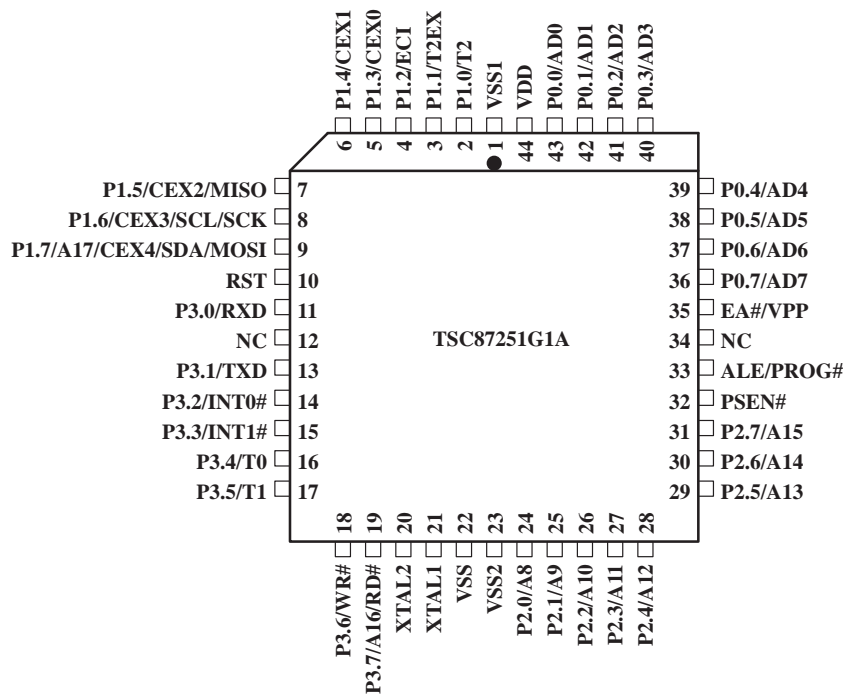 P1.4/CEX1
P1.3/CEX0
P1.2/ECI
P1.1/T2EX
P1.0/T2
VSS1
VDD
P0.0/AD0
P0.1/AD1
P0.2/AD2
P0.3/AD3
6
5
4
3
2
1
44
43
42
41
40
P1.5/CEX2/MISO 7
P1.6/CEX3/SCL/SCK 8
P1.7/A17/CEX4/SDA/MOSI 9
RST 10
P3.0/RXD 11
NC 12
P3.1/TXD 13
P3.2/INT0# 14
P3.3/INT1# 15
P3.4/T0 16
P3.5/T1 17
TSC87251G1A
39 P0.4/AD4
38 P0.5/AD5
37 P0.6/AD6
36 P0.7/AD7
35 EA#/VPP
34 NC
33 ALE/PROG#
32 PSEN#
31 P2.7/A15
30 P2.6/A14
29 P2.5/A13
18
19
20
21
22
23
24
25
26
27
28
P3.6/WR#
P3.7/A16/RD#
XTAL2
XTAL1
VSS
VSS2
P2.0/A8
P2.1/A9
P2.2/A10
P2.3/A11
P2.4/A12